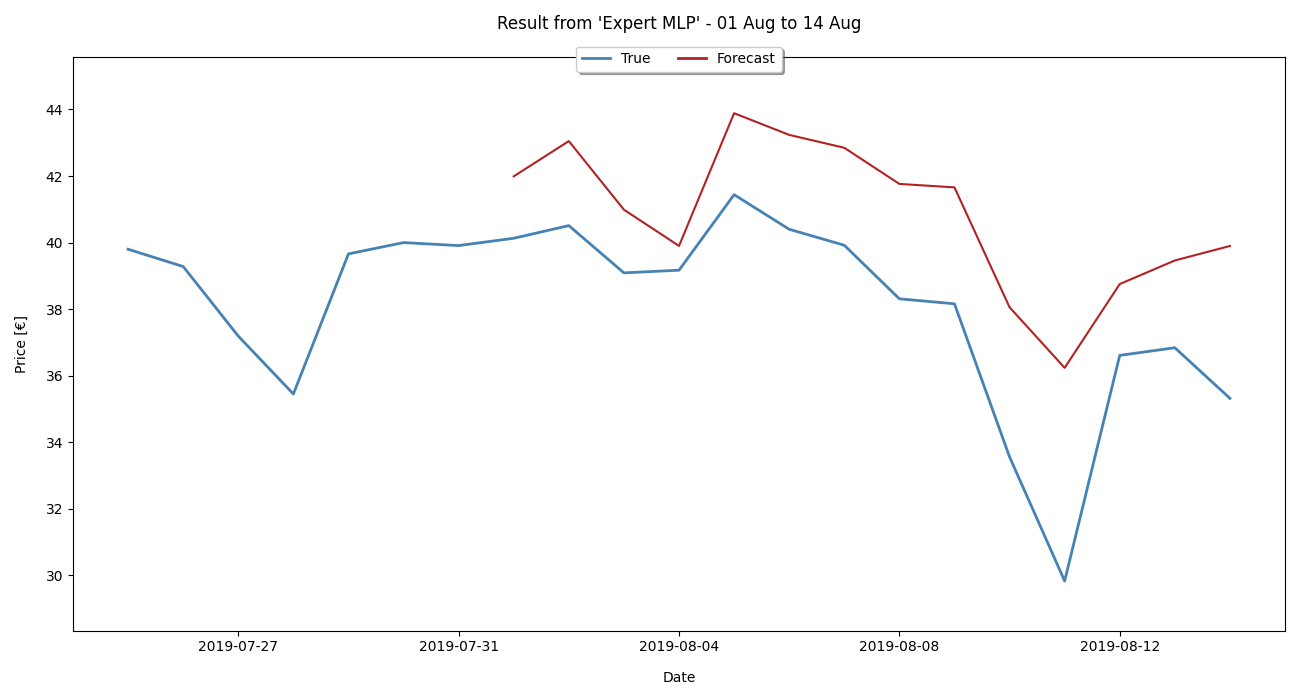 Result from 'Expert MLP' - 01 Aug to 14 Aug
True Forecast
44
42
40
38
36
34
32
30
Price [€]
2019-07-27 2019-07-31 2019-08-04 2019-08-08 2019-08-12
Date